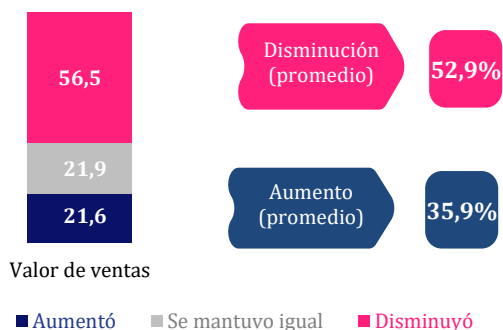 56,5
21,9
21,6
Valor de ventas
Disminución
(promedio)
52,9%
Aumento
(promedio)
35,9%
Aumentó
Se mantuvo igual
Disminuyó